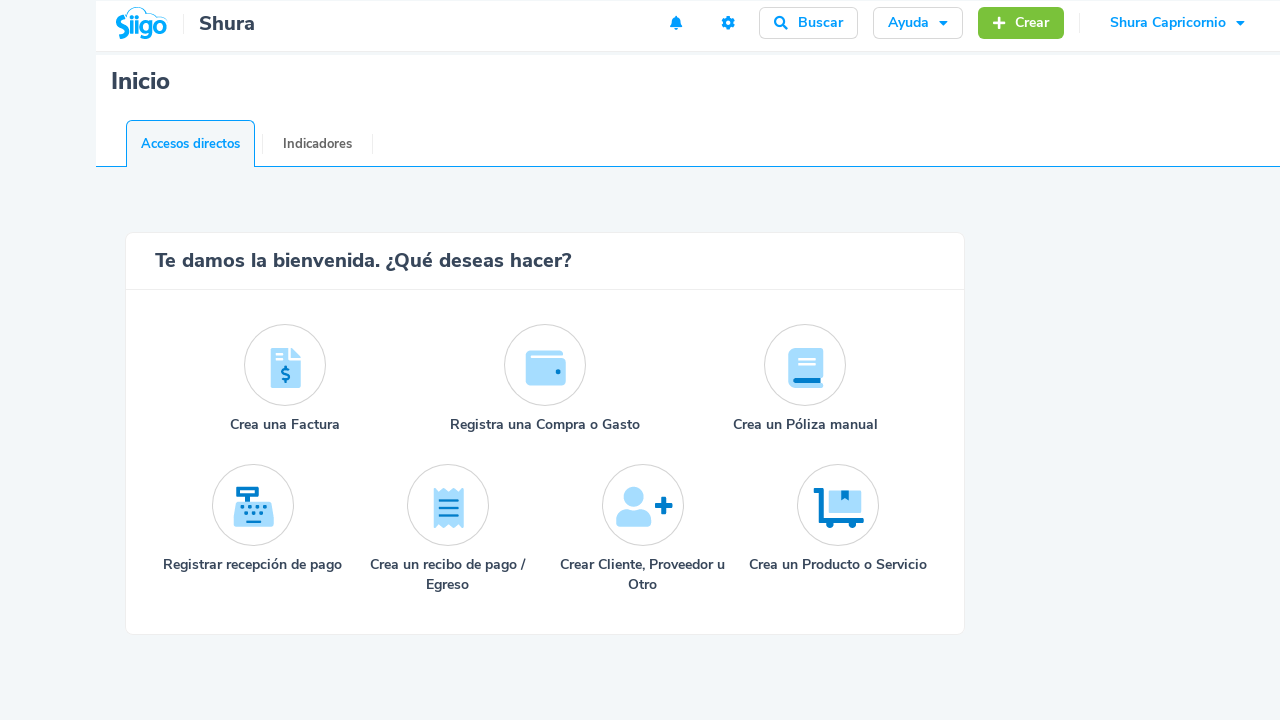 Siigo
Shura
Buscar
Ayuda
Crear
Shura Capricornio
Inicio
Accesos directos
Indicadores
Te damos la bienvenida. ¿Qué deseas hacer?
Crea una Factura
Registra una Compra o Gasto
Crea un Póliza manual
Registrar recepción de pago
Crea un recibo de pago /
Egreso
Crear Cliente, Proveedor u
Otro
Crea un Producto o Servicio